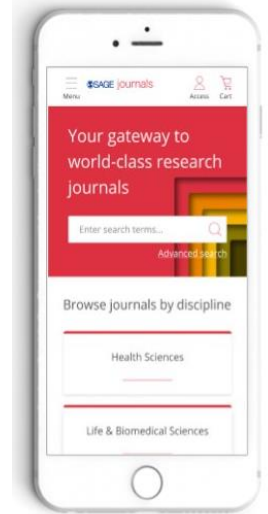 Menu
SAGE journals
Access
Cart
Your gateway to
world-class research
journals
Enter search terms...
Advanced search
Browse journals by discipline
Health Sciences
Life & Biomedical Sciences